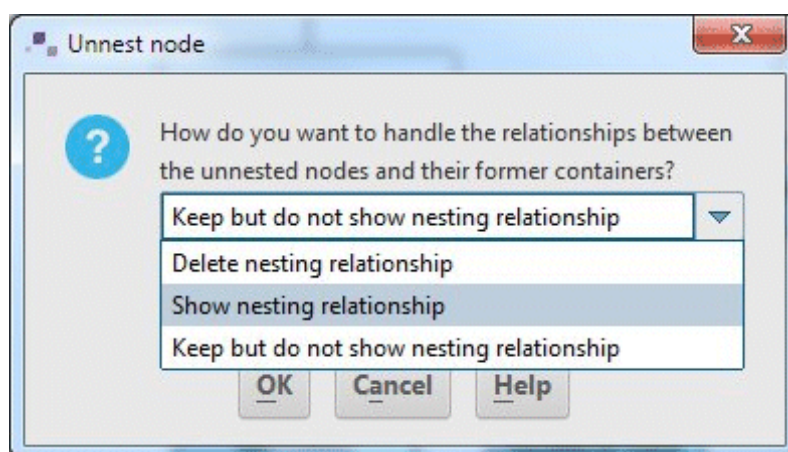 Unnest node
How do you want to handle the relationships between
the unnested nodes and their former containers?
Keep but do not show nesting relationship
Delete nesting relationship
Show nesting relationship
Keep but do not show nesting relationship
OK Cancel Help